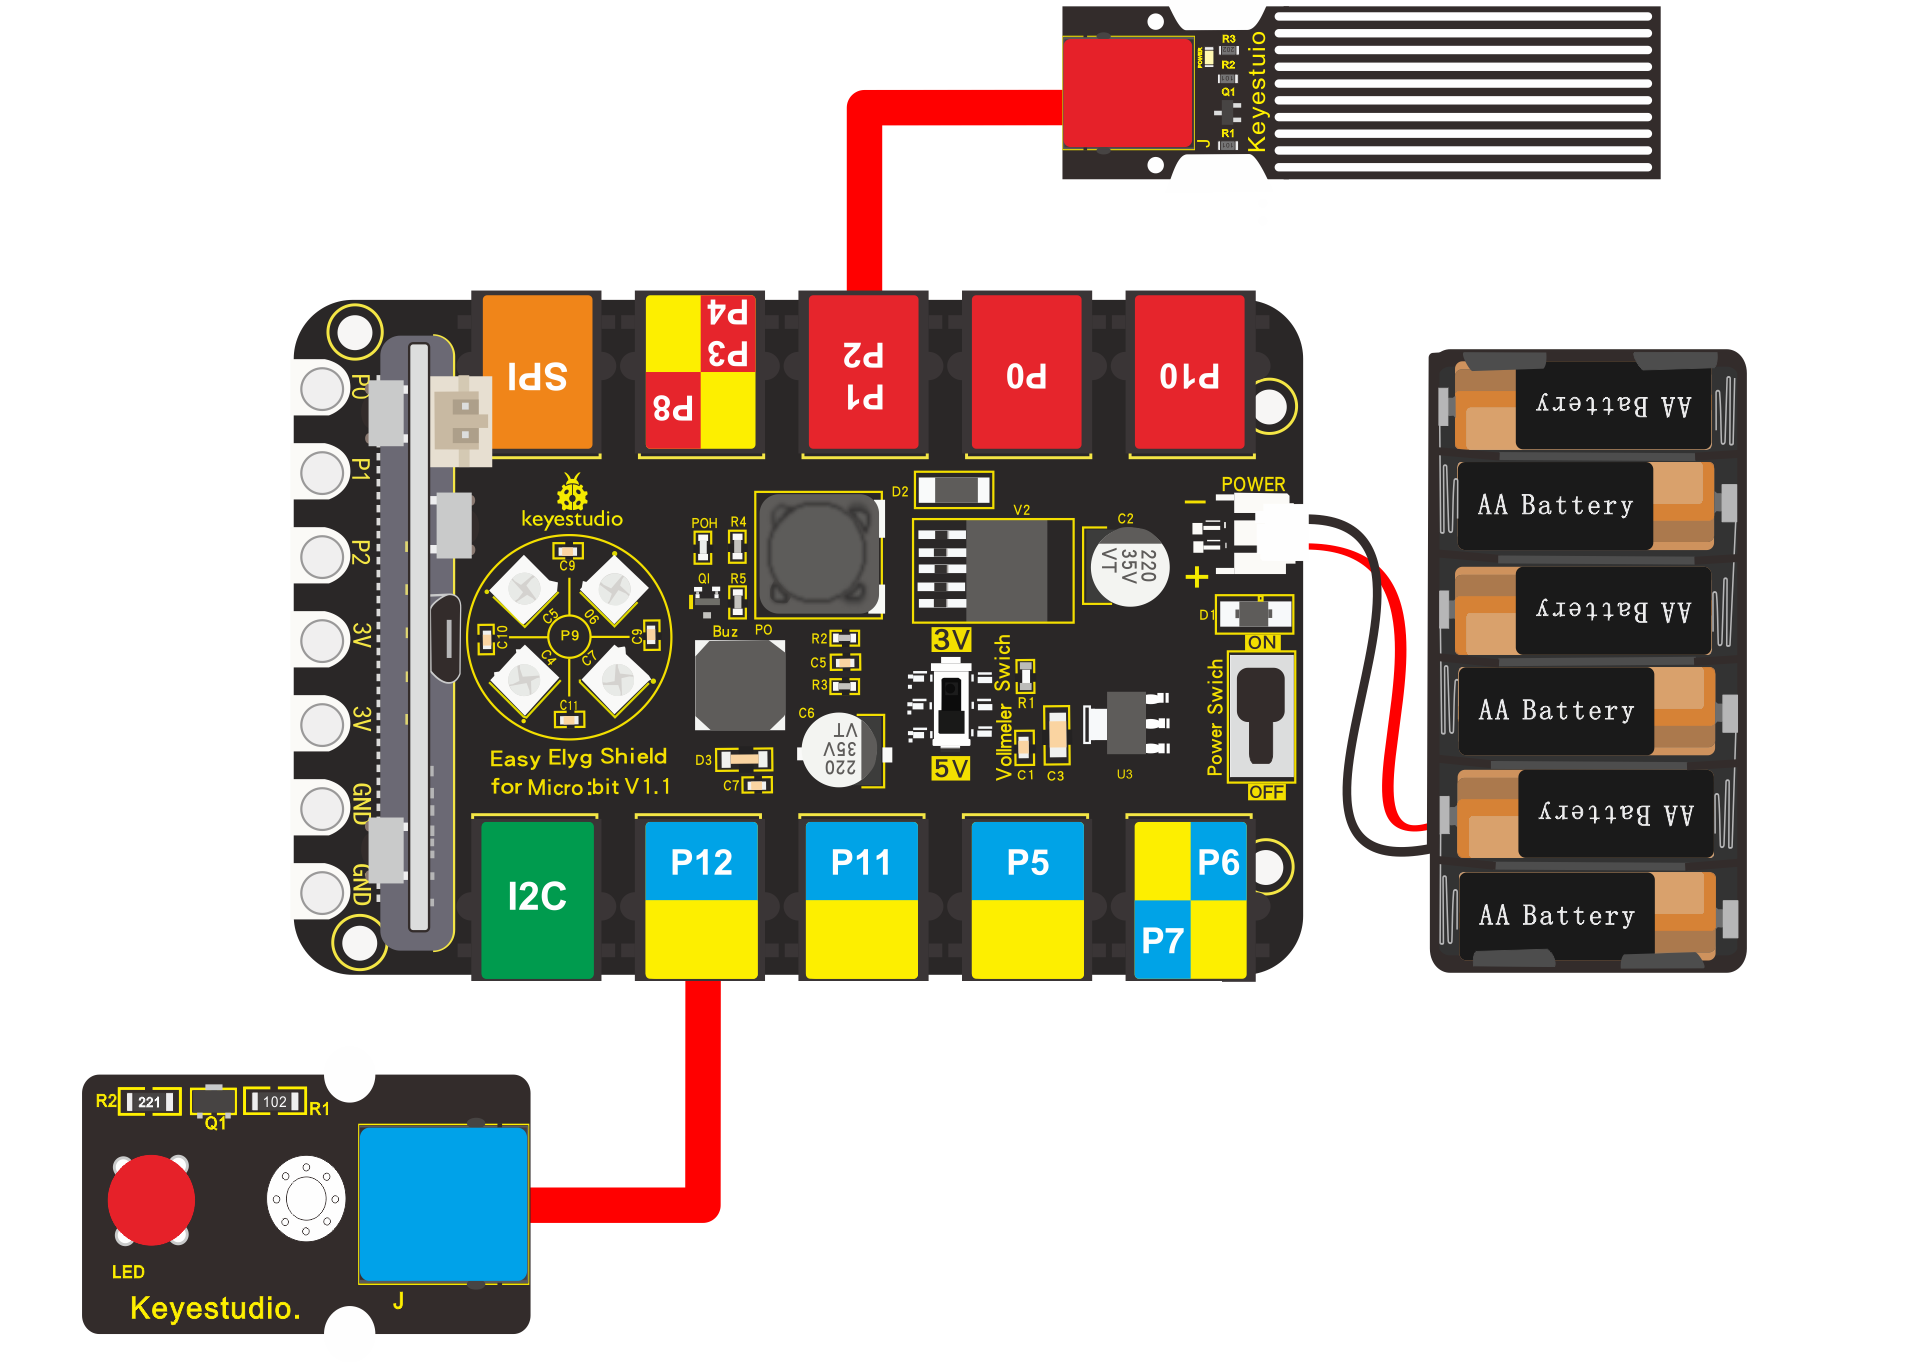 R3
POWER
R2
Q1
R1
J
Keyestuio
SPI
P4
P3
P8
P2
P1
P0
P10
P0
P1
P2
3V
3V
GND
GND
keyestudio
C9
C10
C5
P9
C9
C4
C7
C11
Easy Elyg Shield
for Micro:bit V1.1
POH
R4
Q1
R5
Buz
PO
R2
C5
R3
C6
220
35V
VT
D3
C7
D2
V2
C2
220
35V
VT
3V
5V
Vollmeler Swich
R1
C1
C3
U3
POWER
−
+
D1
ON
Power Swich
OFF
AA Battery
AA Battery
AA Battery
AA Battery
AA Battery
AA Battery
I2C
P12
P11
P5
P6
P7
R2
221
Q1
102
R1
LED
Keyestudio.
J